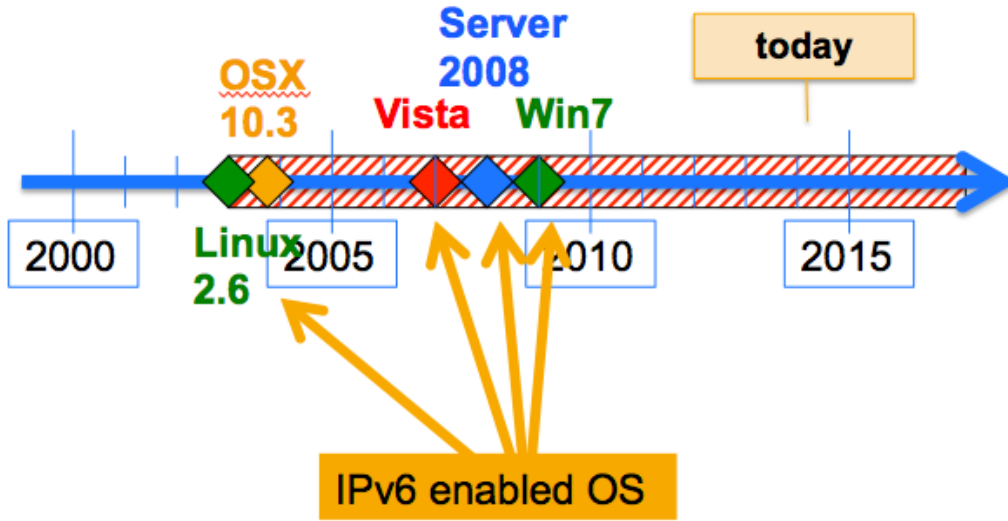 Server
2008
today
OSX
10.3
Vista
Win7
2000
Linux
2.6
2005
2010
2015
IPv6 enabled OS